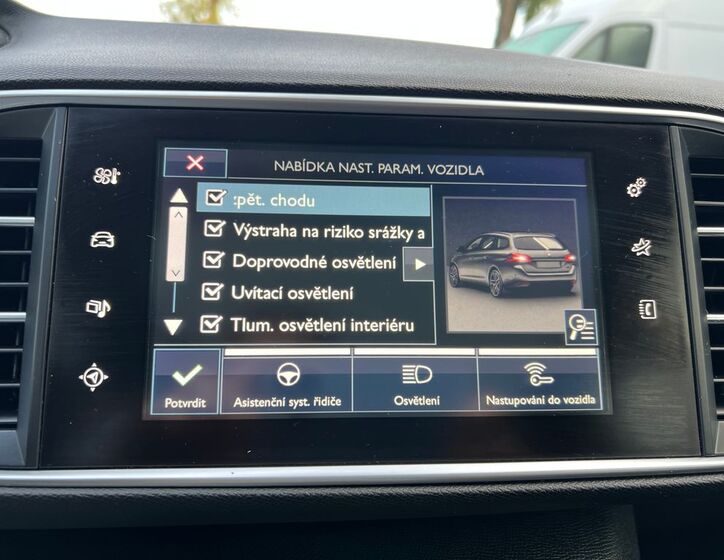 NABÍDKA NAST. PARAM. VOZIDLA
:pět. chodu
Výstraha na riziko srážky a
Doprovodné osvětlení
Uvítací osvětlení
Tlum. osvětlení interiéru
Potvrdit
Asistenční syst. řidiče
Osvětlení
Nastupování do vozidla